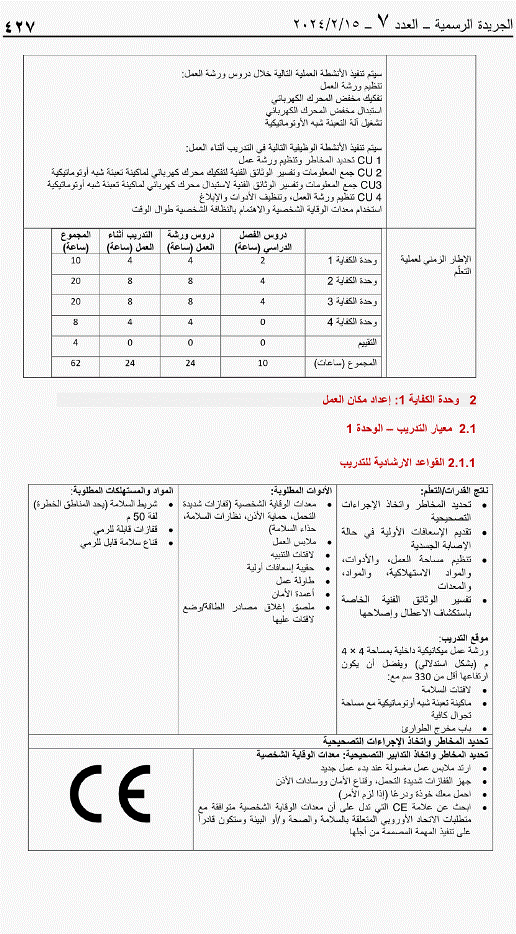 الجريدة الرسمية – العدد ٧ – ٢٠٢٤/٢/١٥
٤٢٧
سيتم تنفيذ الأنشطة العملية التالية خلال دروس ورشة العمل:
تنظيم ورشة العمل
تفكيك مخفض المحرك الكهربائي
استبدال مخفض المحرك الكهربائي
تشغيل آلة التعبئة شبه الأوتوماتيكية
سيتم تنفيذ الأنشطة الوظيفية التالية في التدريب أثناء العمل:
CU 1 تحديد المخاطر وتنظيم ورشة عمل
CU 2 جمع المعلومات وتفسير الوثائق الفنية لتفكيك محرك كهربائي لماكينة تعبئة شبه أوتوماتيكية
CU3 جمع المعلومات وتفسير الوثائق الفنية لاستبدال محرك كهربائي لماكينة تعبئة شبه أوتوماتيكية
CU 4 تنظيم ورشة العمل، وتنظيف الأدوات والابلاغ
استخدام معدات الوقاية الشخصية والاهتمام بالنظافة الشخصية طوال الوقت
الإطار الزمني لعملية التعلّم
دروس الفصل الدراسي (ساعة) دروس ورشة العمل (ساعة) التدريب أثناء العمل (ساعة) المجموع (ساعة)
وحدة الكفاية 1 2 4 4 10
وحدة الكفاية 2 4 8 8 20
وحدة الكفاية 3 4 8 8 20
وحدة الكفاية 4 0 4 4 8
التقييم 0 0 0 4
المجموع (ساعات) 10 24 24 62
2 وحدة الكفاية 1: إعداد مكان العمل
2.1 معيار التدريب – الوحدة 1
2.1.1 القواعد الارشادية للتدريب
ناتج القدرات/التعلّم:
• تحديد المخاطر واتخاذ الإجراءات
التصحيحية
• تقديم الإسعافات الأولية في حالة
الإصابة الجسدية
• تنظيم مساحة العمل، والأدوات،
والمواد الاستهلاكية، والمواد،
والمعدات
• تفسير الوثائق الفنية الخاصة
باستكشاف الاعطال وإصلاحها
موقع التدريب:
ورشة عمل ميكانيكية داخلية بمساحة 4 × 4
م (بشكل استدلالي) ويفضل أن يكون
ارتفاعها أقل من 330 سم مع:
• لافتات السلامة
• ماكينة تعبئة شبه أوتوماتيكية مع مساحة
تجوال كافية
• باب مخرج الطوارئ
الأدوات المطلوبة:
• معدات الوقاية الشخصية (قفازات شديدة
التحمل، حماية الأذن، نظارات السلامة،
حذاء السلامة)
• ملابس العمل
• لافتات التنبيه
• حقيبة إسعافات أولية
• طاولة عمل
• أعمدة الأمان
• ملصق إغلاق مصادر الطاقة/وضع
لافتات عليها
المواد والمستهلكات المطلوبة:
• شريط السلامة (يحد المناطق الخطرة)
لفة 50 م
• قفازات قابلة للرمي
• قناع سلامة قابل للرمي
تحديد المخاطر واتخاذ الإجراءات التصحيحية
تحديد المخاطر واتخاذ التدابير التصحيحية: معدات الوقاية الشخصية
• ارتد ملابس عمل مغسولة عند بدء عمل جديد
• جهز القفازات شديدة التحمل، وقناع الأمان ووسادات الأذن
• احمل معك خوذة ودرعًا (اذا لزم الأمر)
• ابحث عن علامة CE التي تدل على أن معدات الوقاية الشخصية متوافقة مع
متطلبات الاتحاد الأوروبي المتعلقة بالسلامة والصحة و/أو البيئة وستكون قادراً
على تنفيذ المهمة المصممة من أجلها
CE